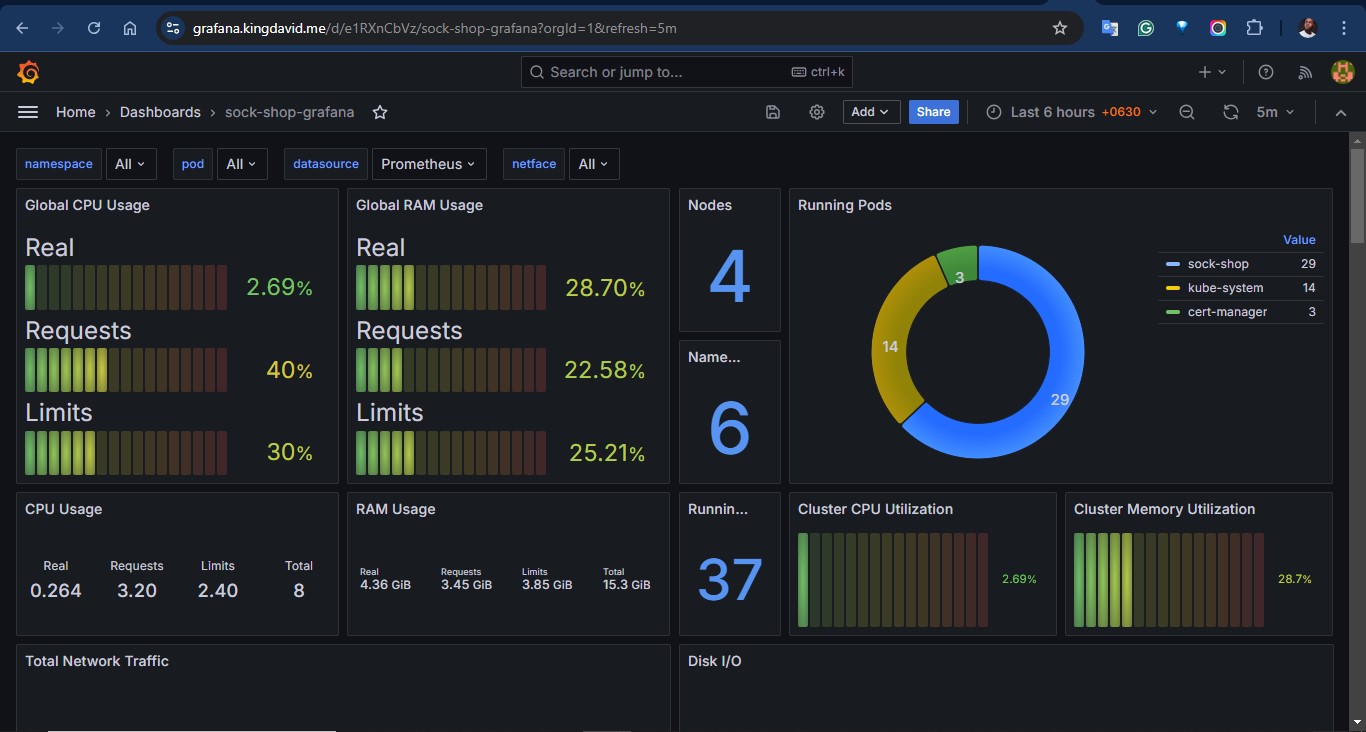 grafana.kingdavid.me/d/e1RXnCbVz/sock-shop-grafana?orgId=1&refresh=5m
Search or jump to... ctrl+k
Home › Dashboards › sock-shop-grafana Add Share Last 6 hours +0630 5m
namespace All pod All datasource Prometheus netface All
Global CPU Usage
Real
2.69%
Requests
40%
Limits
30%
Global RAM Usage
Real
28.70%
Requests
22.58%
Limits
25.21%
Nodes
4
Name...
6
Running Pods
3
14
29
Value
sock-shop 29
kube-system 14
cert-manager 3
CPU Usage
Real Requests Limits Total
0.264 3.20 2.40 8
RAM Usage
Real Requests Limits Total
4.36 GiB 3.45 GiB 3.85 GiB 15.3 GiB
Runnin...
37
Cluster CPU Utilization
2.69%
Cluster Memory Utilization
28.7%
Total Network Traffic
Disk I/O